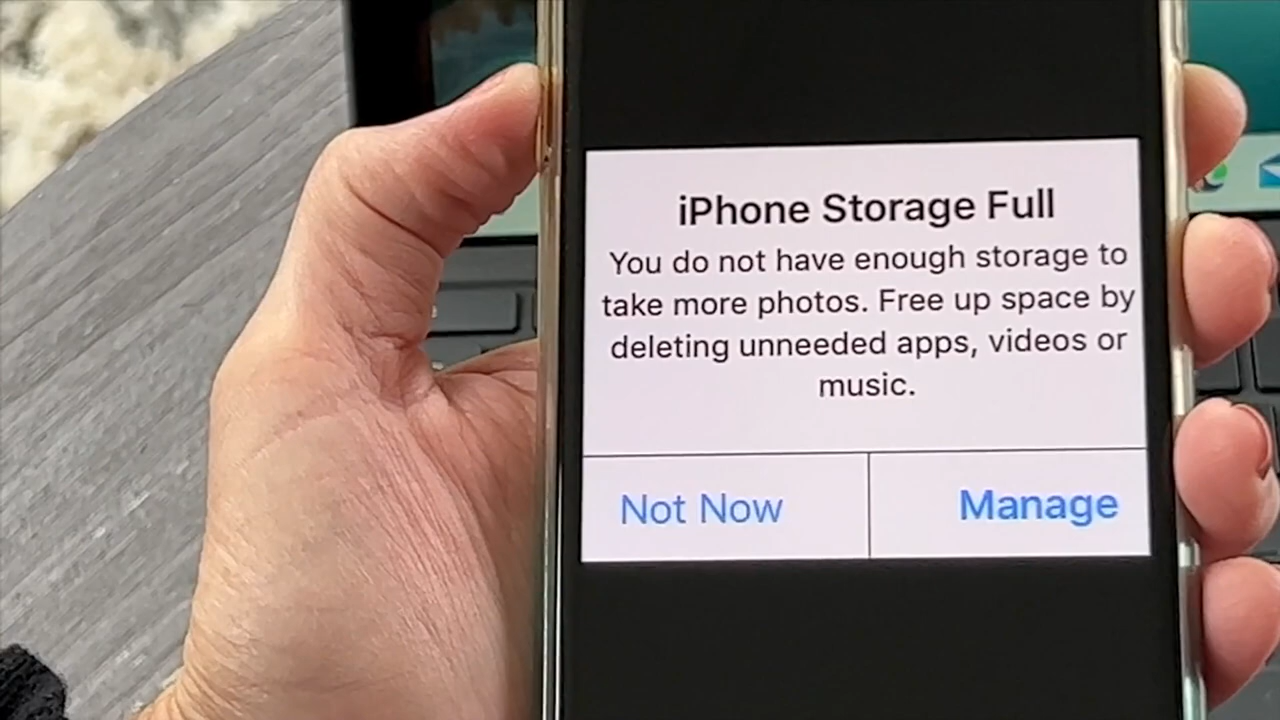 iPhone Storage Full
You do not have enough storage to
take more photos. Free up space by
deleting unneeded apps, videos or
music.
Not Now
Manage